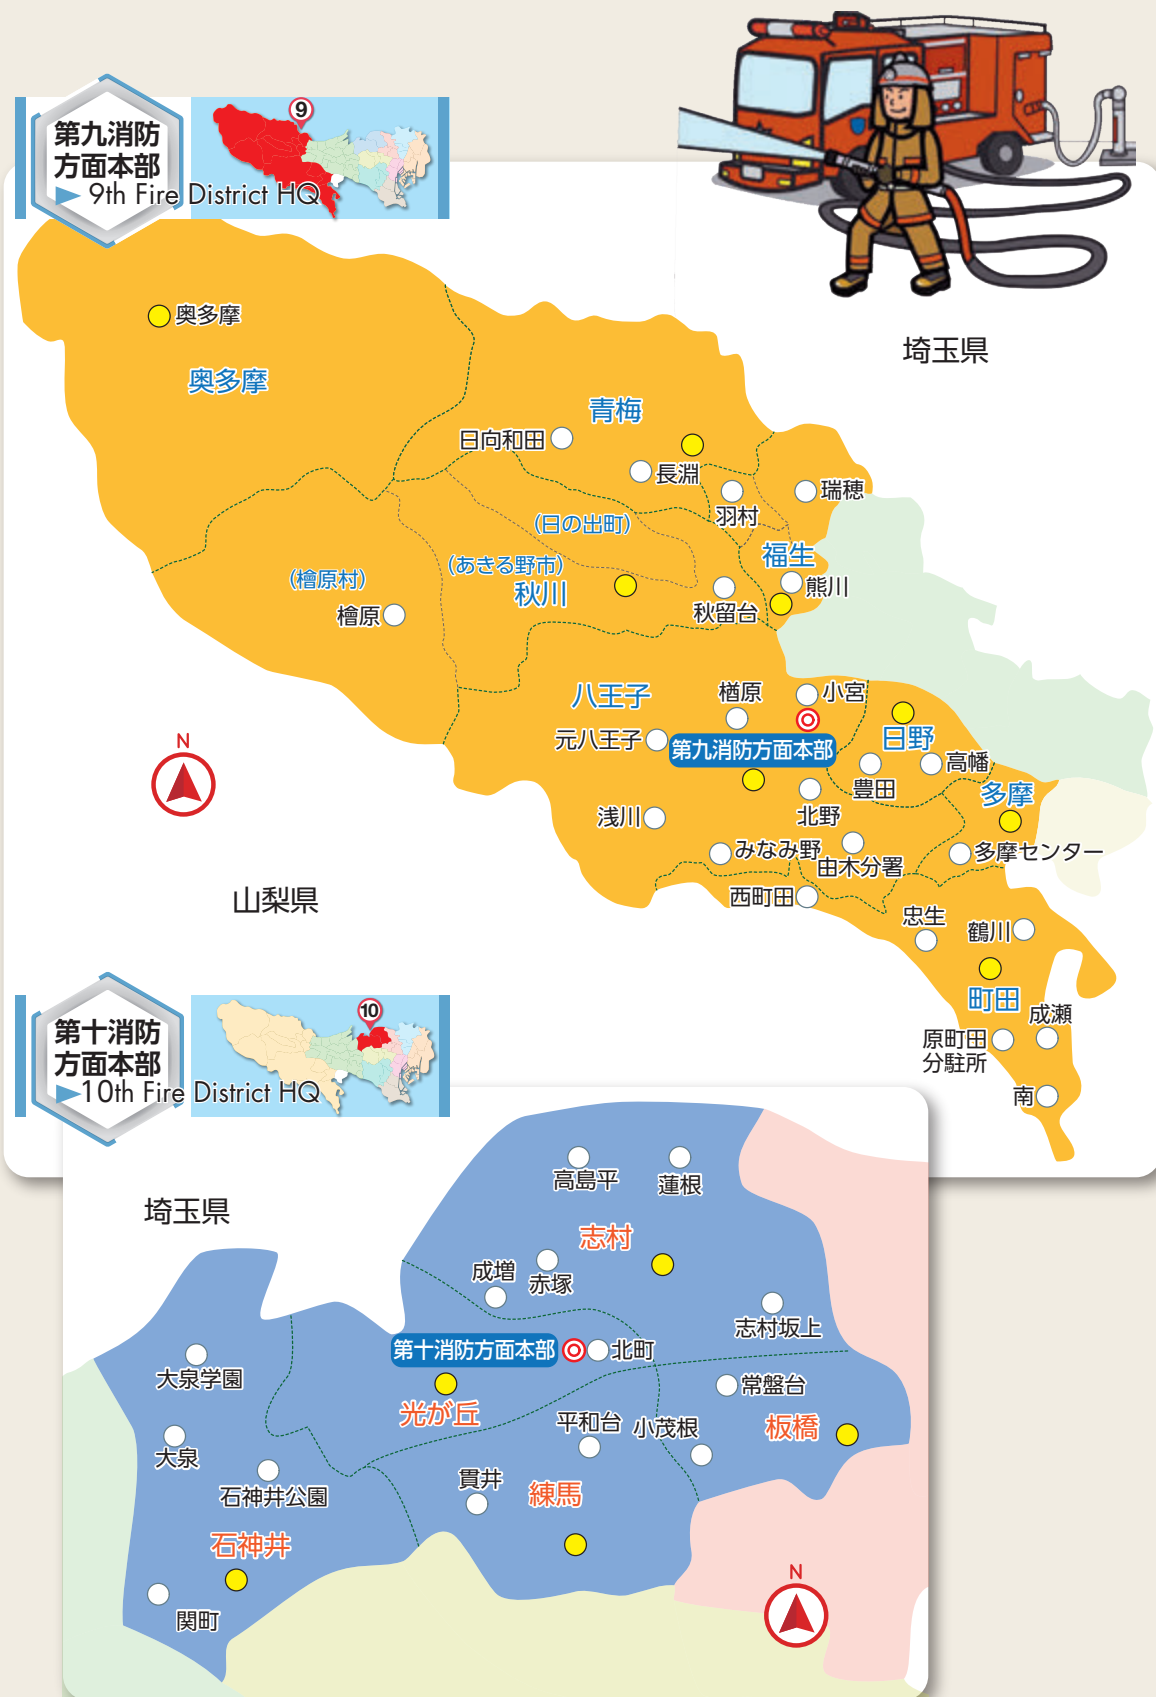 第九消防
方面本部
9th Fire District HQ
9
埼玉県
奥多摩
奥多摩
青梅
日向和田
長淵
羽村
瑞穂
(日の出町)
福生
(あきる野市)
秋川
熊川
(檜原村)
檜原
秋留台
八王子
楢原
小宮
元八王子
第九消防方面本部
日野
高幡
豊田
多摩
N
浅川
北野
みなみ野
由木分署
多摩センター
山梨県
西町田
忠生
鶴川
町田
成瀬
原町田
分駐所
南
第十消防
方面本部
10th Fire District HQ
10
埼玉県
高島平
蓮根
志村
成増
赤塚
志村坂上
第十消防方面本部
北町
大泉学園
光が丘
常盤台
平和台
小茂根
板橋
大泉
貫井
練馬
石神井公園
石神井
関町
N